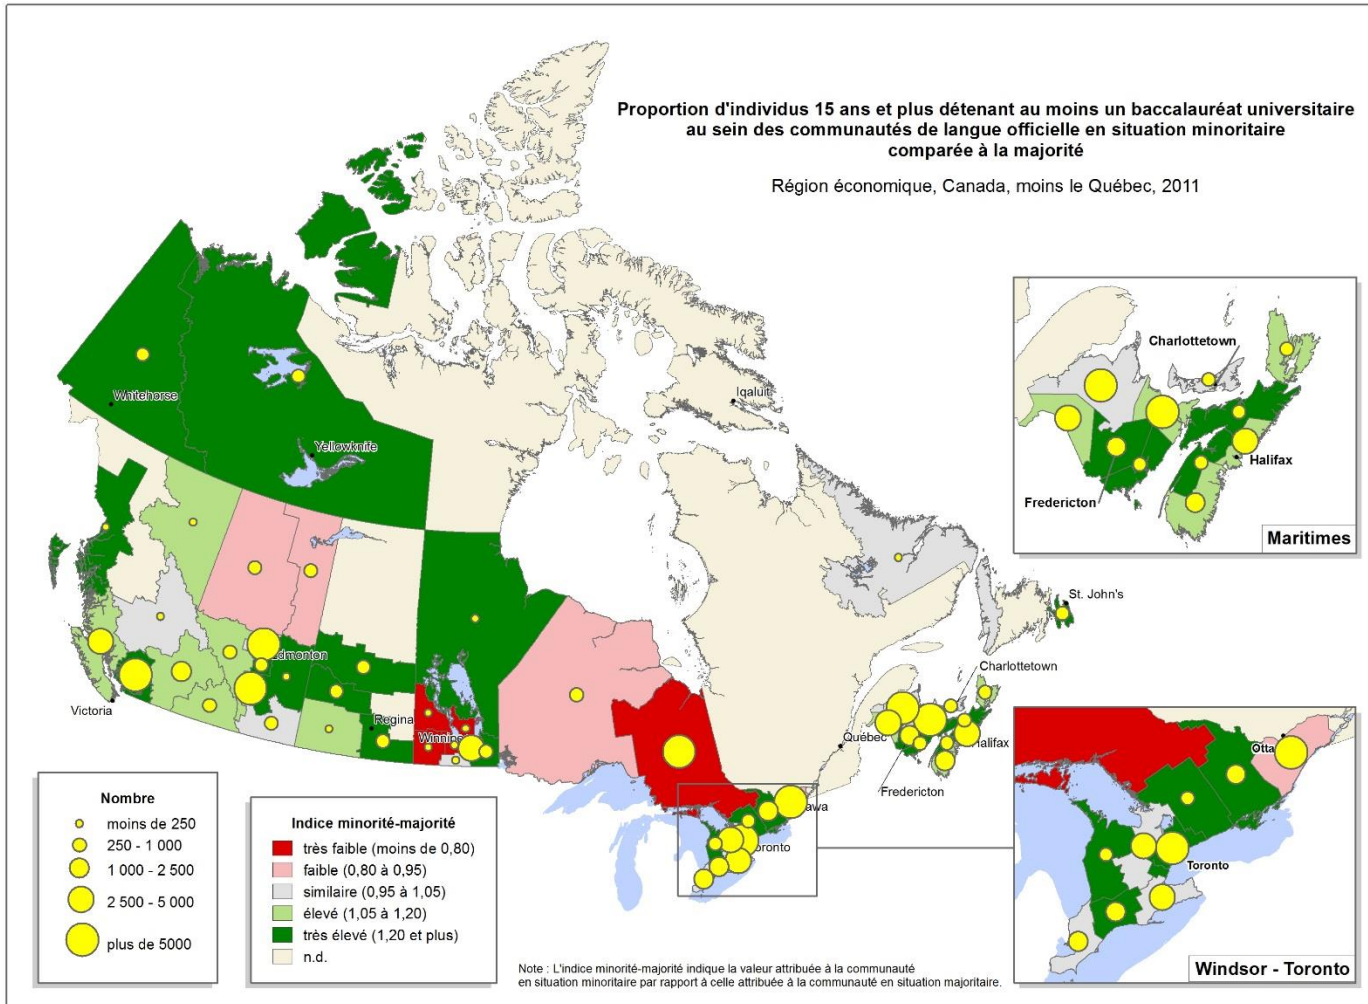 Proportion d'individus 15 ans et plus détenant au moins un baccalauréat universitaire
au sein des communautés de langue officielle en situation minoritaire
comparée à la majorité
Région économique, Canada, moins le Québec, 2011
Charlottetown
Halifax
Fredericton
Maritimes
Whitehorse
Iqaluit
Yellowknife
St. John's
Charlottetown
Edmonton
Victoria
Regina
Québec
Halifax
Fredericton
Toronto
Otta
Toronto
Windsor - Toronto
Nombre
moins de 250
250 - 1 000
1 000 - 2 500
2 500 - 5 000
plus de 5000
Indice minorité-majorité
très faible (moins de 0,80)
faible (0,80 à 0,95)
similaire (0,95 à 1,05)
élevé (1,05 à 1,20)
très élevé (1,20 et plus)
n.d.
Note : L'indice minorité-majorité indique la valeur attribuée à la communauté
en situation minoritaire par rapport à celle attribuée à la communauté en situation majoritaire.